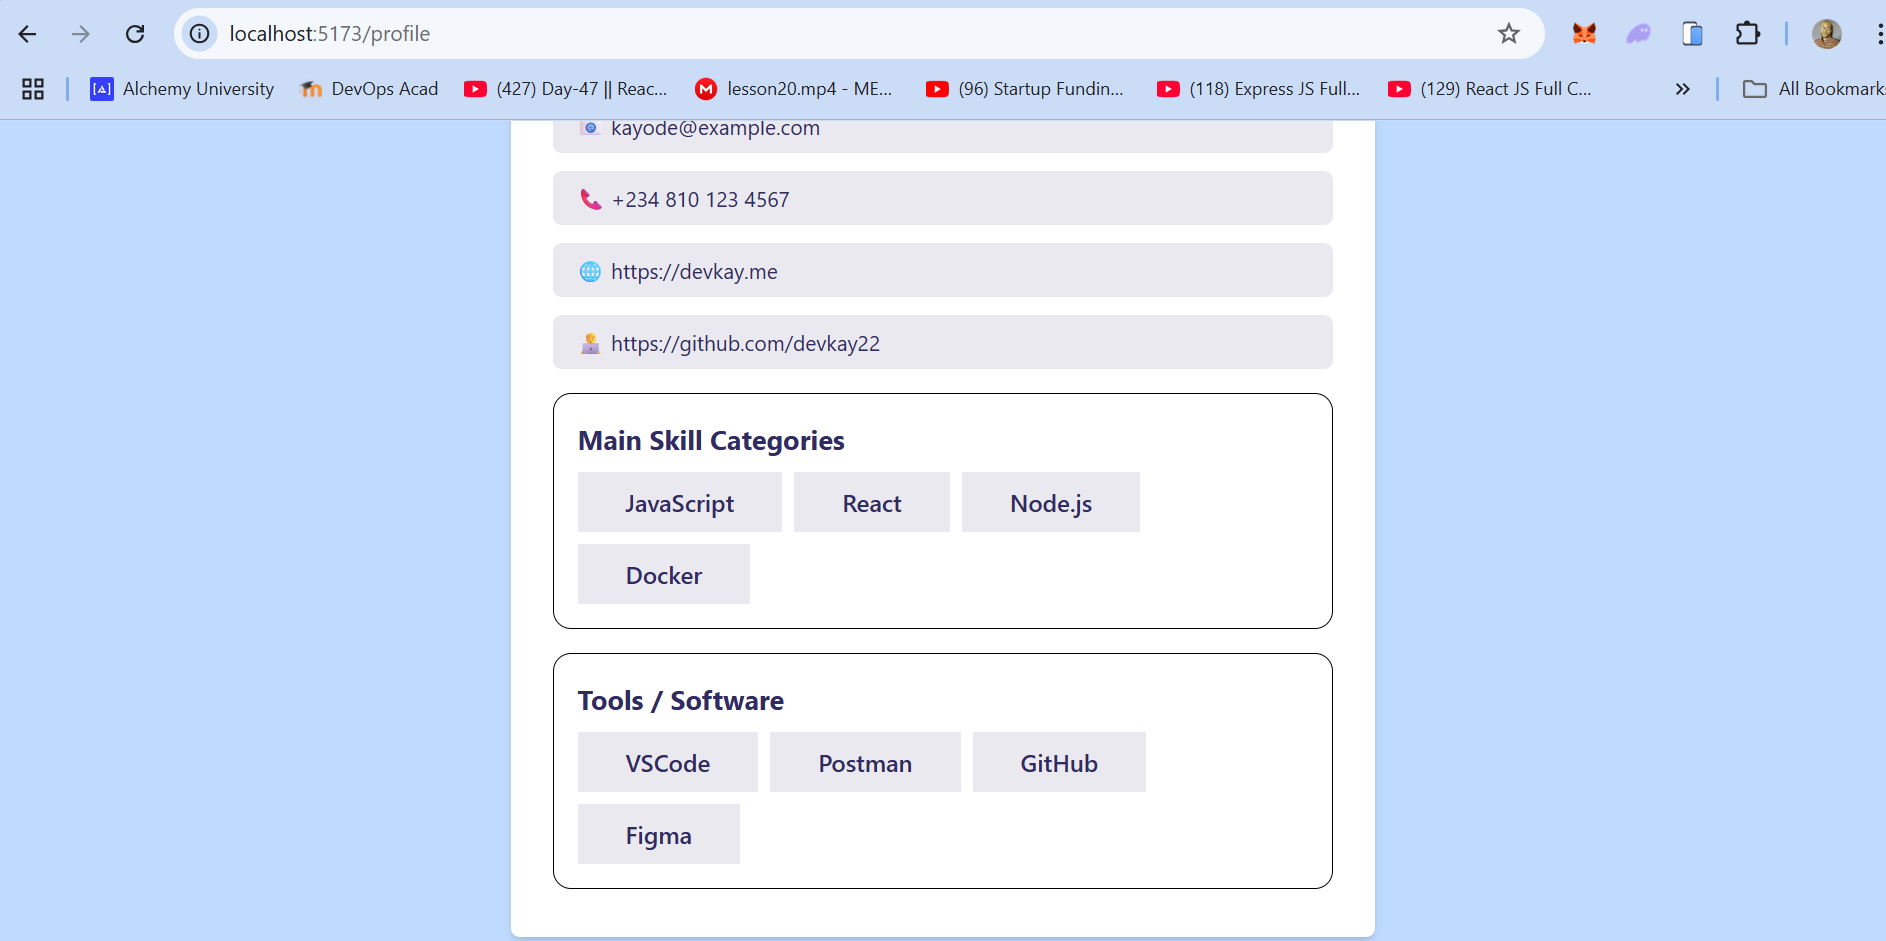 localhost:5173/profile
Alchemy University
DevOps Acad
(427) Day-47 || Reac...
lesson20.mp4 - ME...
(96) Startup Fundin...
(118) Express JS Full...
(129) React JS Full C...
All Bookmark
kayode@example.com
+234 810 123 4567
https://devkay.me
https://github.com/devkay22
Main Skill Categories
JavaScript
React
Node.js
Docker
Tools / Software
VSCode
Postman
GitHub
Figma